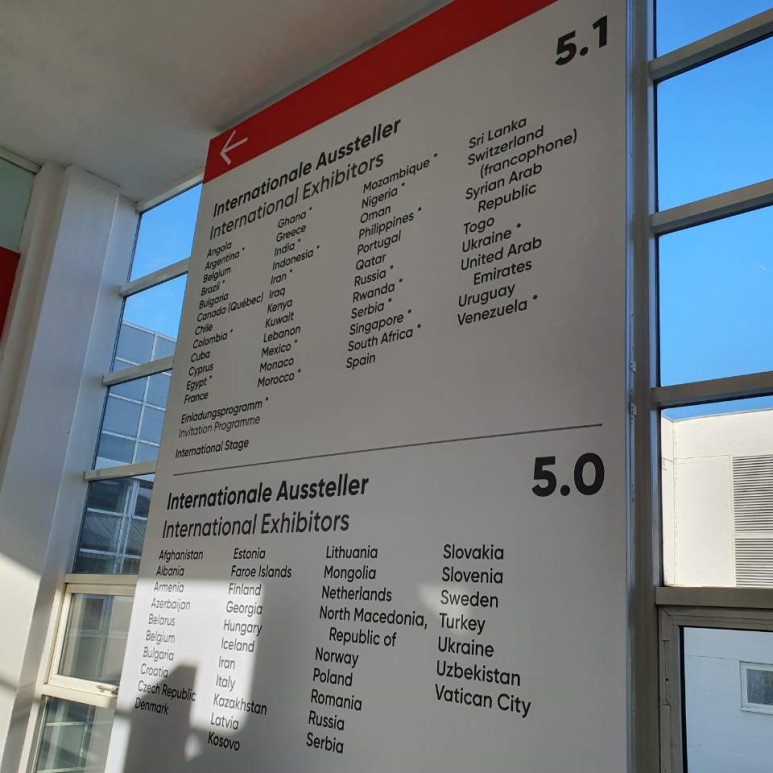 5.1
Internationale Aussteller
International Exhibitors
Angola
Argentina *
Belgium
Brazil *
Bulgaria
Canada (Québec)
Chile
Colombia *
Cuba
Cyprus
Egypt *
France
Ghana *
Greece
India *
Indonesia *
Iran *
Iraq
Kenya
Kuwait
Lebanon
Mexico *
Monaco
Morocco *
Mozambique *
Nigeria *
Oman
Philippines *
Portugal
Qatar
Russia *
Rwanda *
Serbia *
Singapore *
South Africa *
Spain
Sri Lanka
Switzerland
(francophone)
Syrian Arab
Republic
Togo
Ukraine *
United Arab
Emirates
Uruguay
Venezuela *
Einladungsprogramm *
Invitation Programme
International Stage
5.0
Internationale Aussteller
International Exhibitors
Afghanistan
Albania
Armenia
Azerbaijan
Belarus
Belgium
Bulgaria
Croatia
Czech Republic
Denmark
Estonia
Faroe Islands
Finland
Georgia
Hungary
Iceland
Iran
Italy
Kazakhstan
Latvia
Kosovo
Lithuania
Mongolia
Netherlands
North Macedonia,
Republic of
Norway
Poland
Romania
Russia
Serbia
Slovakia
Slovenia
Sweden
Turkey
Ukraine
Uzbekistan
Vatican City